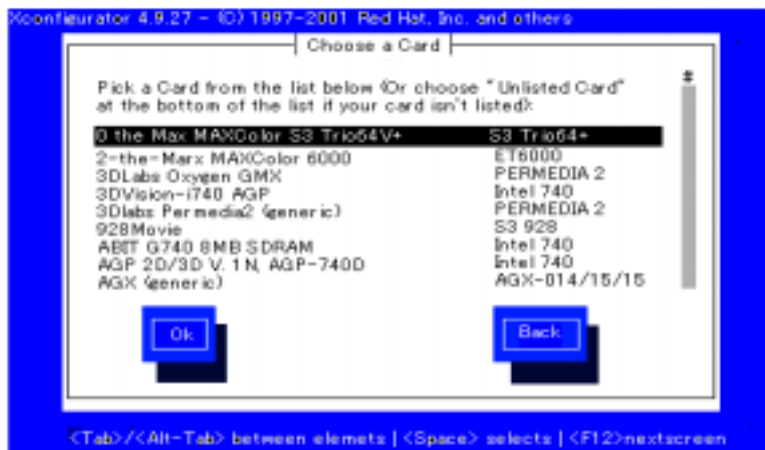 Xconfigurator 4.9.27 - (C) 1997-2001 Red Hat, Inc. and others
Choose a Card
Pick a Card from the list below (Or choose "Unlisted Card"
at the bottom of the list if your card isn't listed):
#
0 the Max MAXColor S3 Trio64V+ S3 Trio64+
2-the-Marx MAXColor 6000 ET6000
3DLabs Oxygen GMX PERMEDIA 2
3DVision-i740 AGP Intel 740
3Dlabs Permedia2 (generic) PERMEDIA 2
928Movie S3 928
ABIT G740 8MB SDRAM Intel 740
AGP 2D/3D V. 1N, AGP-740D Intel 740
AGX (generic) AGX-014/15/15
Ok Back
<Tab>/<Alt-Tab> between elemets | <Space> selects | <F12>nextscreen